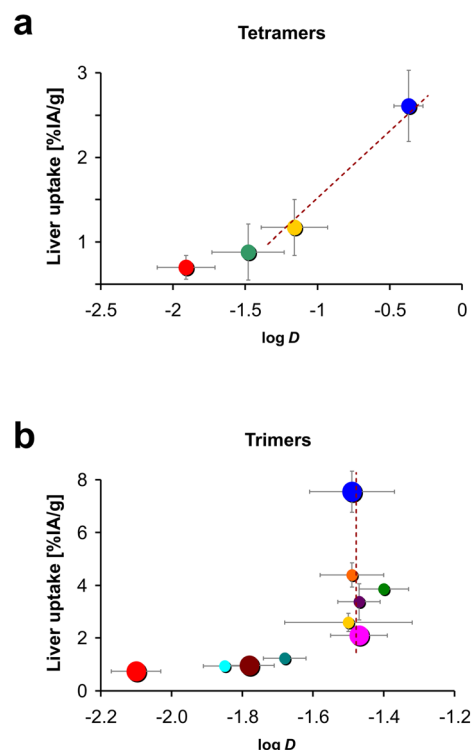 a
Tetramers
Liver uptake [%IA/g]
3
2
1
-2.5 -2 -1.5 -1 -0.5 0
log D
b
Trimers
Liver uptake [%IA/g]
8
6
4
2
0
-2.2 -2.0 -1.8 -1.6 -1.4 -1.2
log D